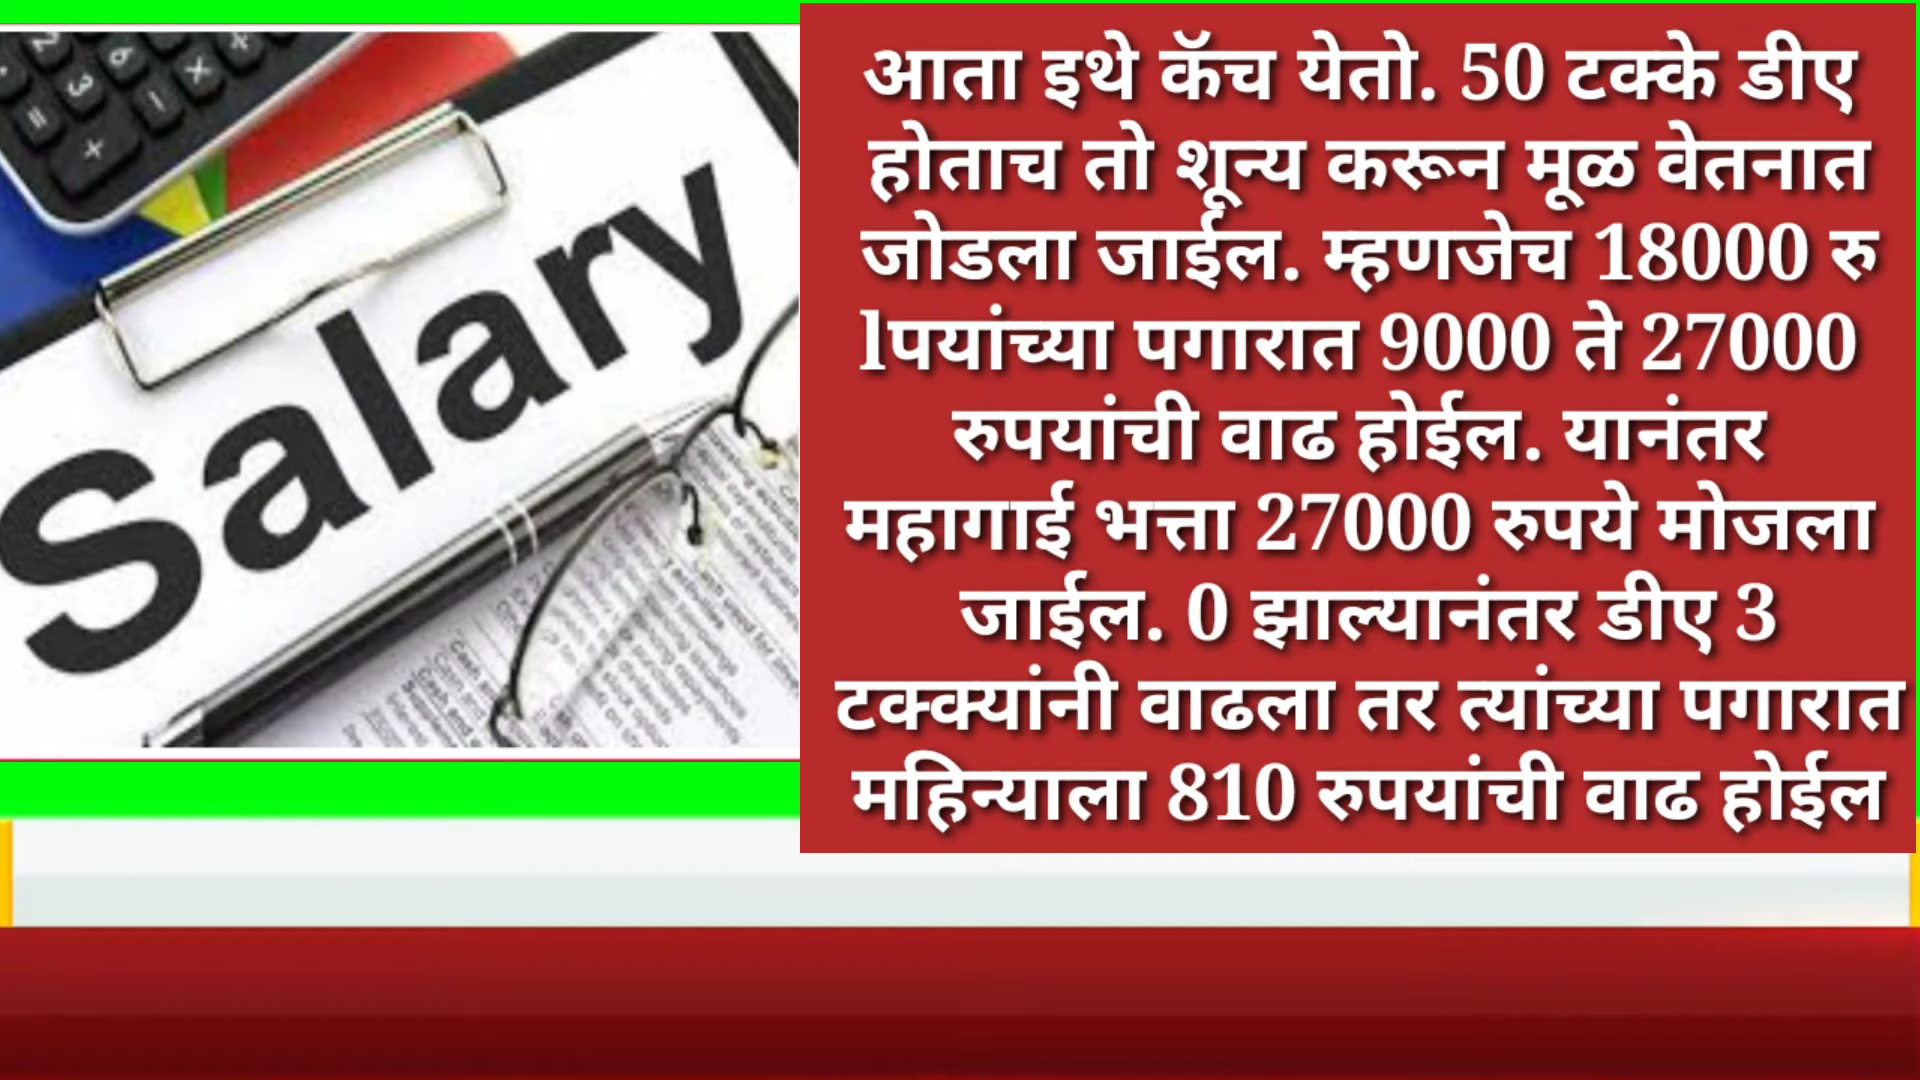 Salary
आता इथे कॅच येतो. 50 टक्के डीए
होताच तो शून्य करून मूळ वेतनात
जोडला जाईल. म्हणजेच 18000 रु
lपयांच्या पगारात 9000 ते 27000
रुपयांची वाढ होईल. यानंतर
महागाई भत्ता 27000 रुपये मोजला
जाईल. 0 झाल्यानंतर डीए 3
टक्क्यांनी वाढला तर त्यांच्या पगारात
महिन्याला 810 रुपयांची वाढ होईल